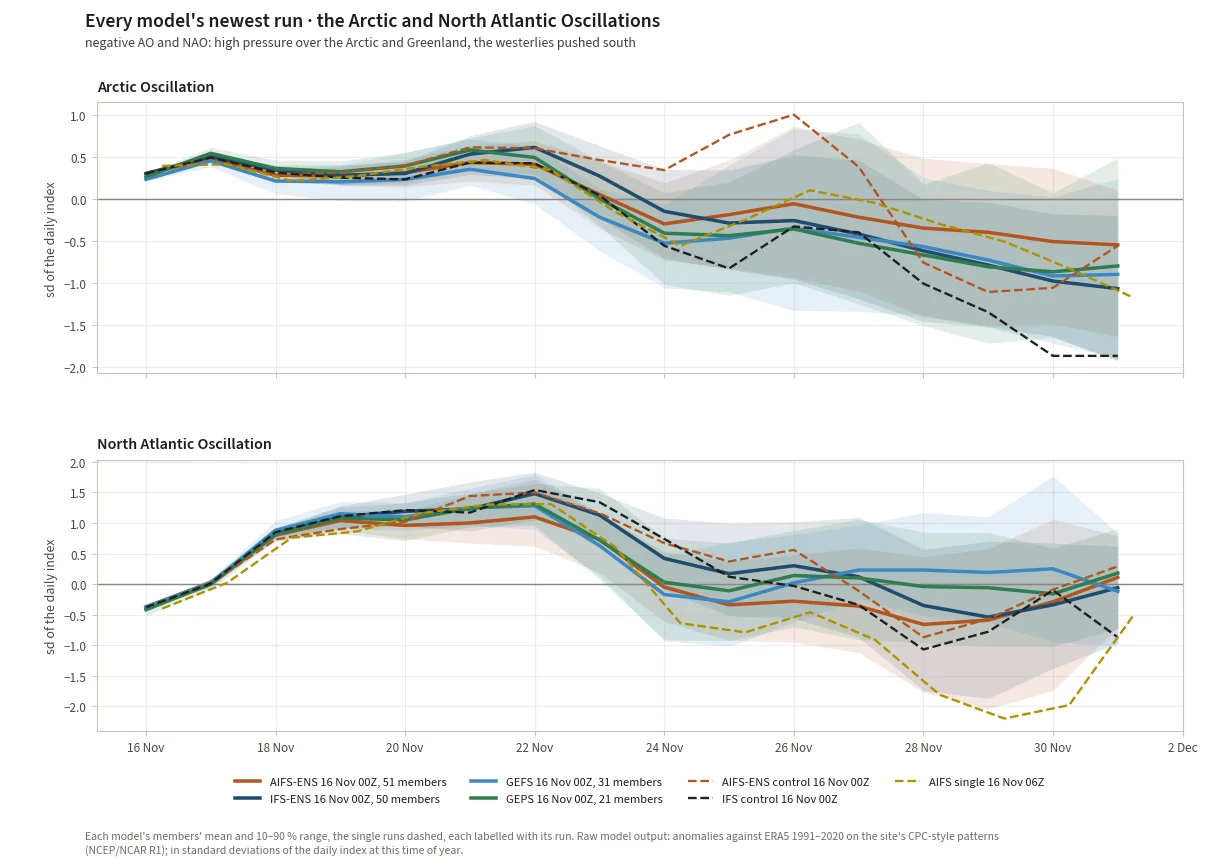 Every model's newest run · the Arctic and North Atlantic Oscillations
negative AO and NAO: high pressure over the Arctic and Greenland, the westerlies pushed south
Arctic Oscillation
sd of the daily index
1.0
0.5
0.0
−0.5
−1.0
−1.5
−2.0
North Atlantic Oscillation
sd of the daily index
2.0
1.5
1.0
0.5
0.0
−0.5
−1.0
−1.5
−2.0
16 Nov 18 Nov 20 Nov 22 Nov 24 Nov 26 Nov 28 Nov 30 Nov 2 Dec
AIFS-ENS 16 Nov 00Z, 51 members GEFS 16 Nov 00Z, 31 members AIFS-ENS control 16 Nov 00Z AIFS single 16 Nov 06Z
IFS-ENS 16 Nov 00Z, 50 members GEPS 16 Nov 00Z, 21 members IFS control 16 Nov 00Z
Each model's members' mean and 10–90 % range, the single runs dashed, each labelled with its run. Raw model output: anomalies against ERA5 1991–2020 on the site's CPC-style patterns
(NCEP/NCAR R1); in standard deviations of the daily index at this time of year.